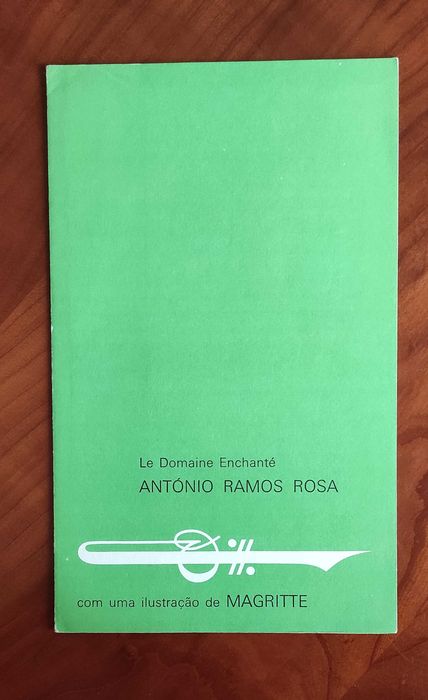 Le Domaine Enchanté
ANTÓNIO RAMOS ROSA
com uma ilustração de MAGRITTE